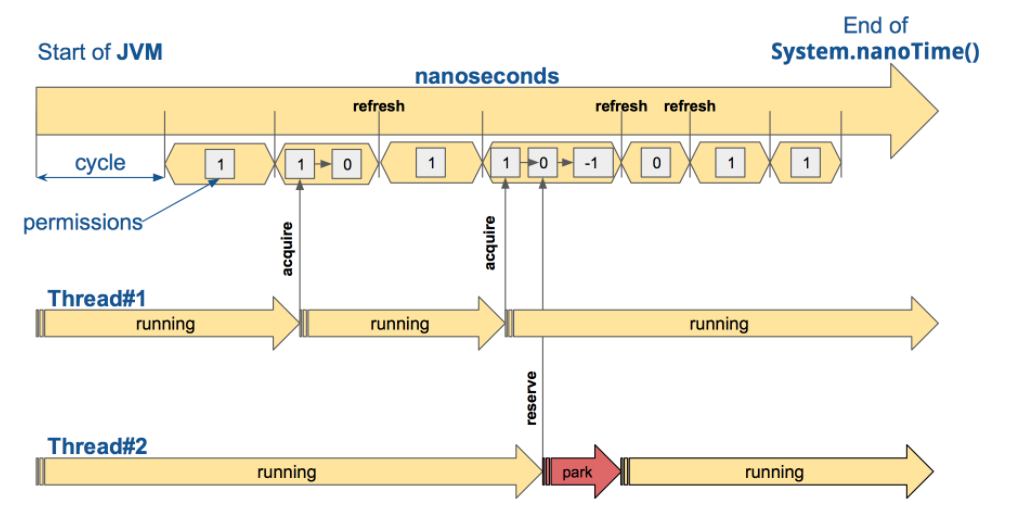 End of
Start of JVM
System.nanoTime()
nanoseconds
refresh refresh refresh
cycle
1 1 0 1 1 0 -1 0 1 1
permissions
acquire acquire
Thread#1
running running running
reserve
Thread#2
running park running